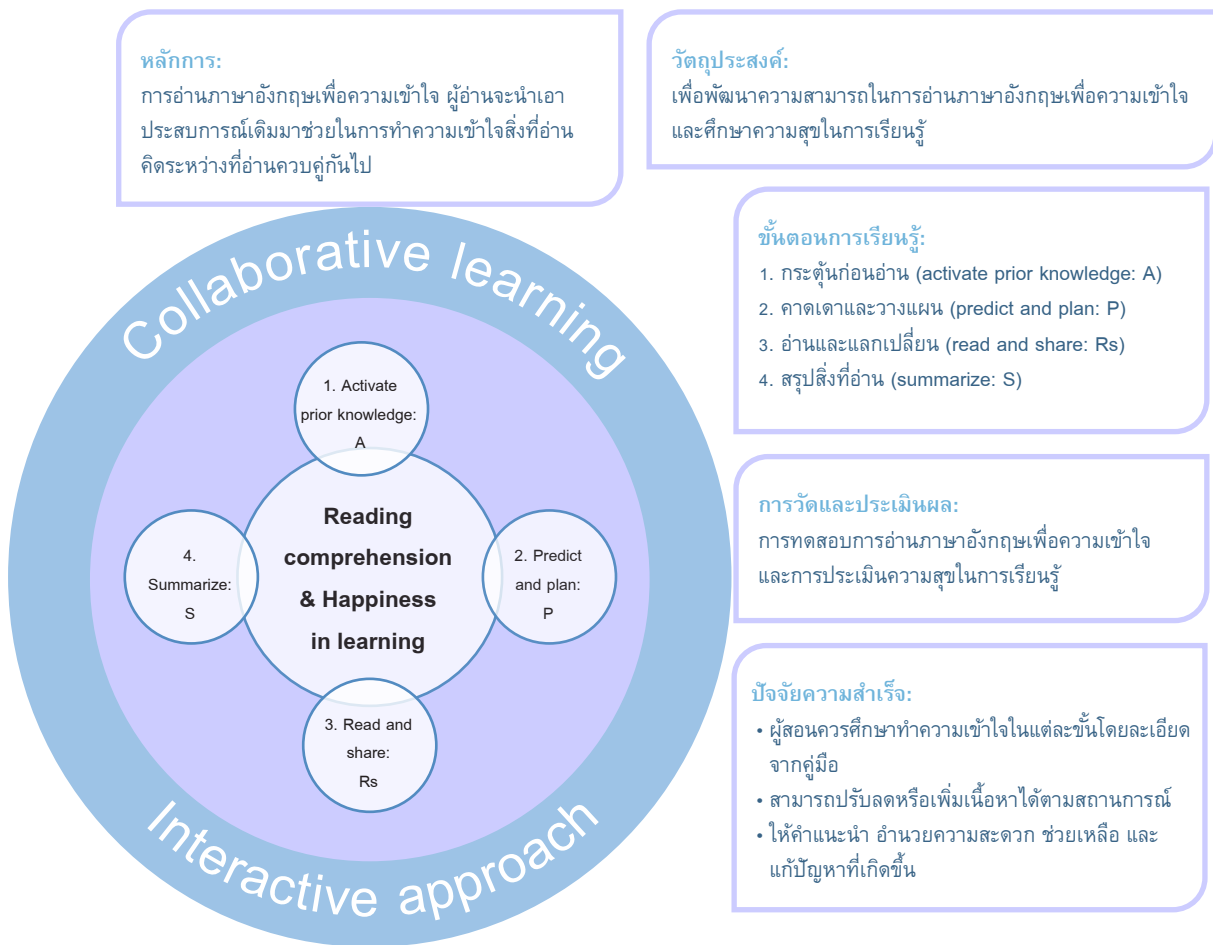 หลักการ:
การอ่านภาษาอังกฤษเพื่อความเข้าใจ ผู้อ่านจะนำเอา
ประสบการณ์เดิมมาช่วยในการทำความเข้าใจสิ่งที่อ่าน
คิดระหว่างที่อ่านควบคู่กันไป
วัตถุประสงค์:
เพื่อพัฒนาความสามารถในการอ่านภาษาอังกฤษเพื่อความเข้าใจ
และศึกษาความสุขในการเรียนรู้
ขั้นตอนการเรียนรู้:
1. กระตุ้นก่อนอ่าน (activate prior knowledge: A)
2. คาดเดาและวางแผน (predict and plan: P)
3. อ่านและแลกเปลี่ยน (read and share: Rs)
4. สรุปสิ่งที่อ่าน (summarize: S)
การวัดและประเมินผล:
การทดสอบการอ่านภาษาอังกฤษเพื่อความเข้าใจ
และการประเมินความสุขในการเรียนรู้
ปัจจัยความสำเร็จ:
• ผู้สอนควรศึกษาทำความเข้าใจในแต่ละขั้นโดยละเอียด
จากคู่มือ
• สามารถปรับลดหรือเพิ่มเนื้อหาได้ตามสถานการณ์
• ให้คำแนะนำ อำนวยความสะดวก ช่วยเหลือ และ
แก้ปัญหาที่เกิดขึ้น
Collaborative learning
1. Activate
prior knowledge:
A
Reading
comprehension
& Happiness
in learning
2. Predict
and plan:
P
3. Read and
share:
Rs
4.
Summarize:
S
Interactive approach